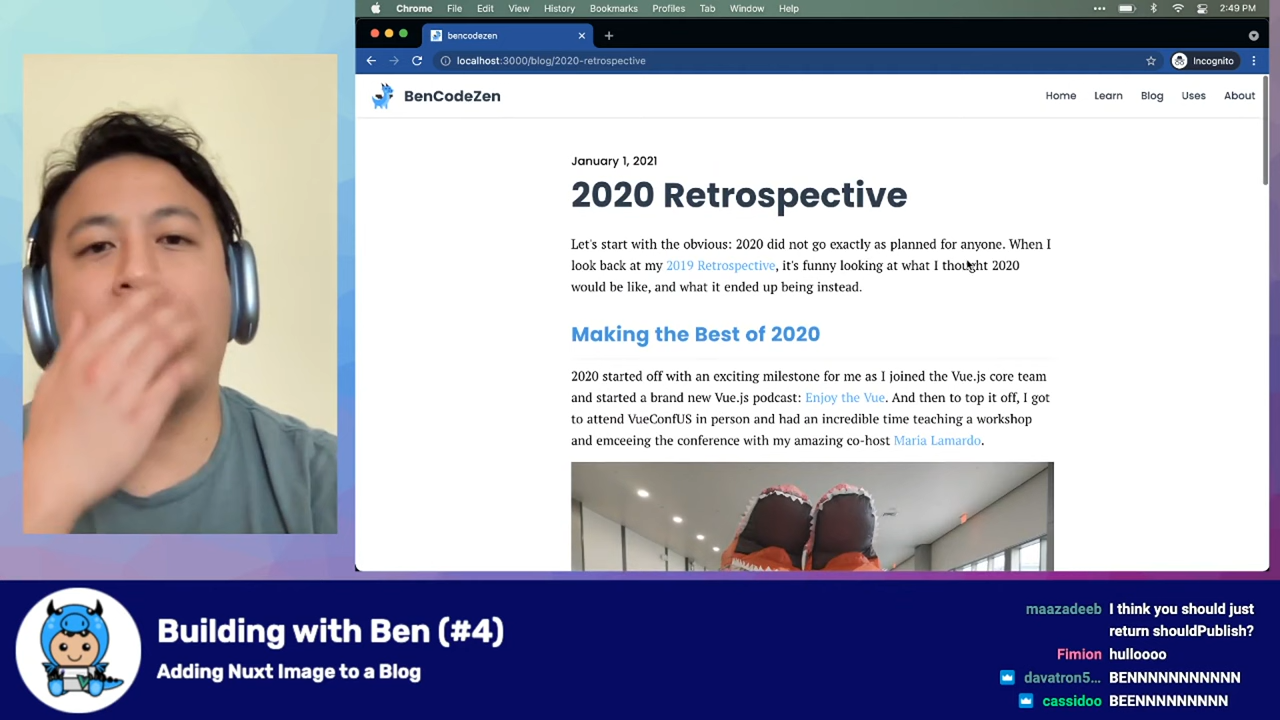 Chrome File Edit View History Bookmarks Profiles Tab Window Help 2:49 PM
bencodezen
localhost:3000/blog/2020-retrospective Incognito
BenCodeZen Home Learn Blog Uses About
January 1, 2021
2020 Retrospective
Let's start with the obvious: 2020 did not go exactly as planned for anyone. When I
look back at my 2019 Retrospective, it's funny looking at what I thought 2020
would be like, and what it ended up being instead.
Making the Best of 2020
2020 started off with an exciting milestone for me as I joined the Vue.js core team
and started a brand new Vue.js podcast: Enjoy the Vue. And then to top it off, I got
to attend VueConfUS in person and had an incredible time teaching a workshop
and emceeing the conference with my amazing co-host Maria Lamardo.
Building with Ben (#4)
Adding Nuxt Image to a Blog
maazadeeb I think you should just
return shouldPublish?
Fimion hulloooo
davatron5... BENNNNNNNNNNN
cassidoo BEENNNNNNNNN